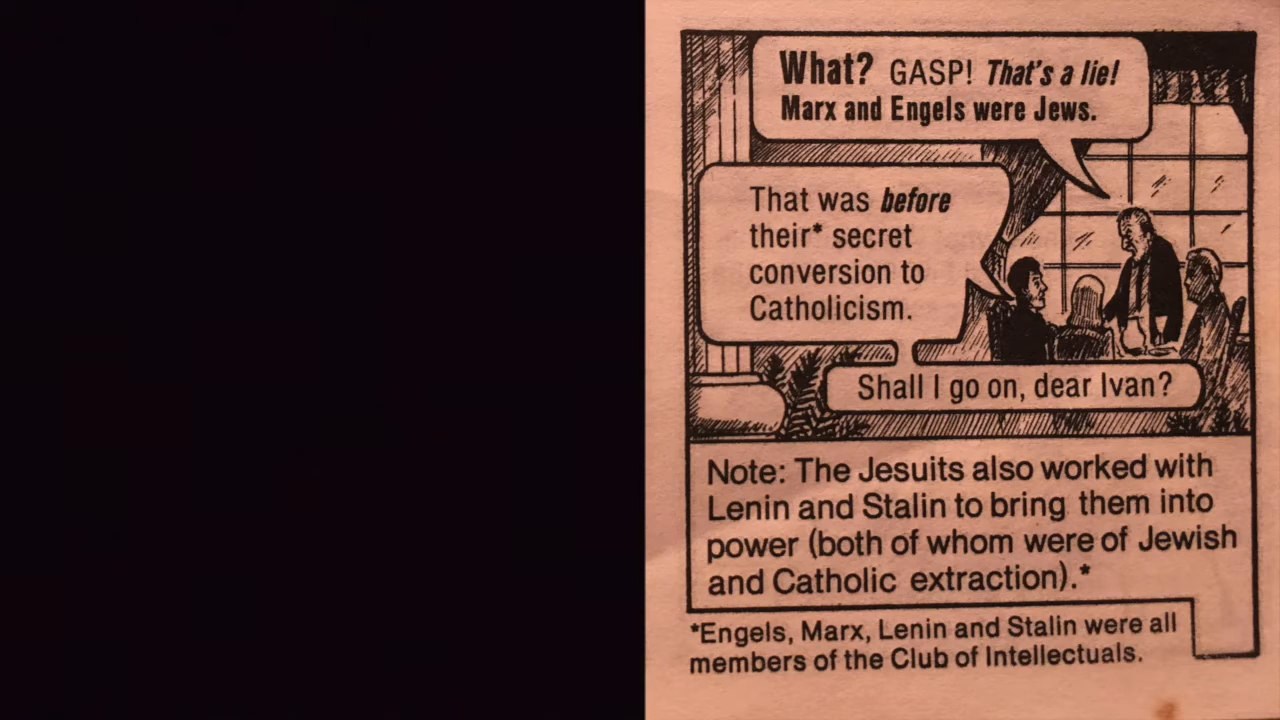 What? GASP! That's a lie!
Marx and Engels were Jews.
That was before
their* secret
conversion to
Catholicism.
Shall I go on, dear Ivan?
Note: The Jesuits also worked with
Lenin and Stalin to bring them into
power (both of whom were of Jewish
and Catholic extraction).*
*Engels, Marx, Lenin and Stalin were all
members of the Club of Intellectuals.